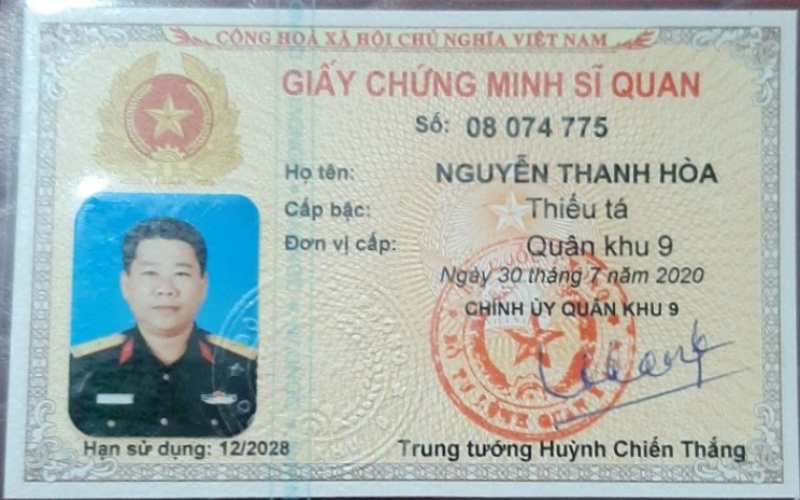 CÔNG HOÀ XÃ HỘI CHỦ NGHĨA VIỆT NAM
GIẤY CHỨNG MINH SĨ QUAN
Số: 08 074 775
Họ tên: NGUYỄN THANH HÒA
Cấp bậc: Thiếu tá
Đơn vị cấp: Quân khu 9
Ngày 30 tháng 7 năm 2020
CHÍNH ỦY QUÂN KHU 9
Hạn sử dụng: 12/2028
Trung tướng Huỳnh Chiến Thắng